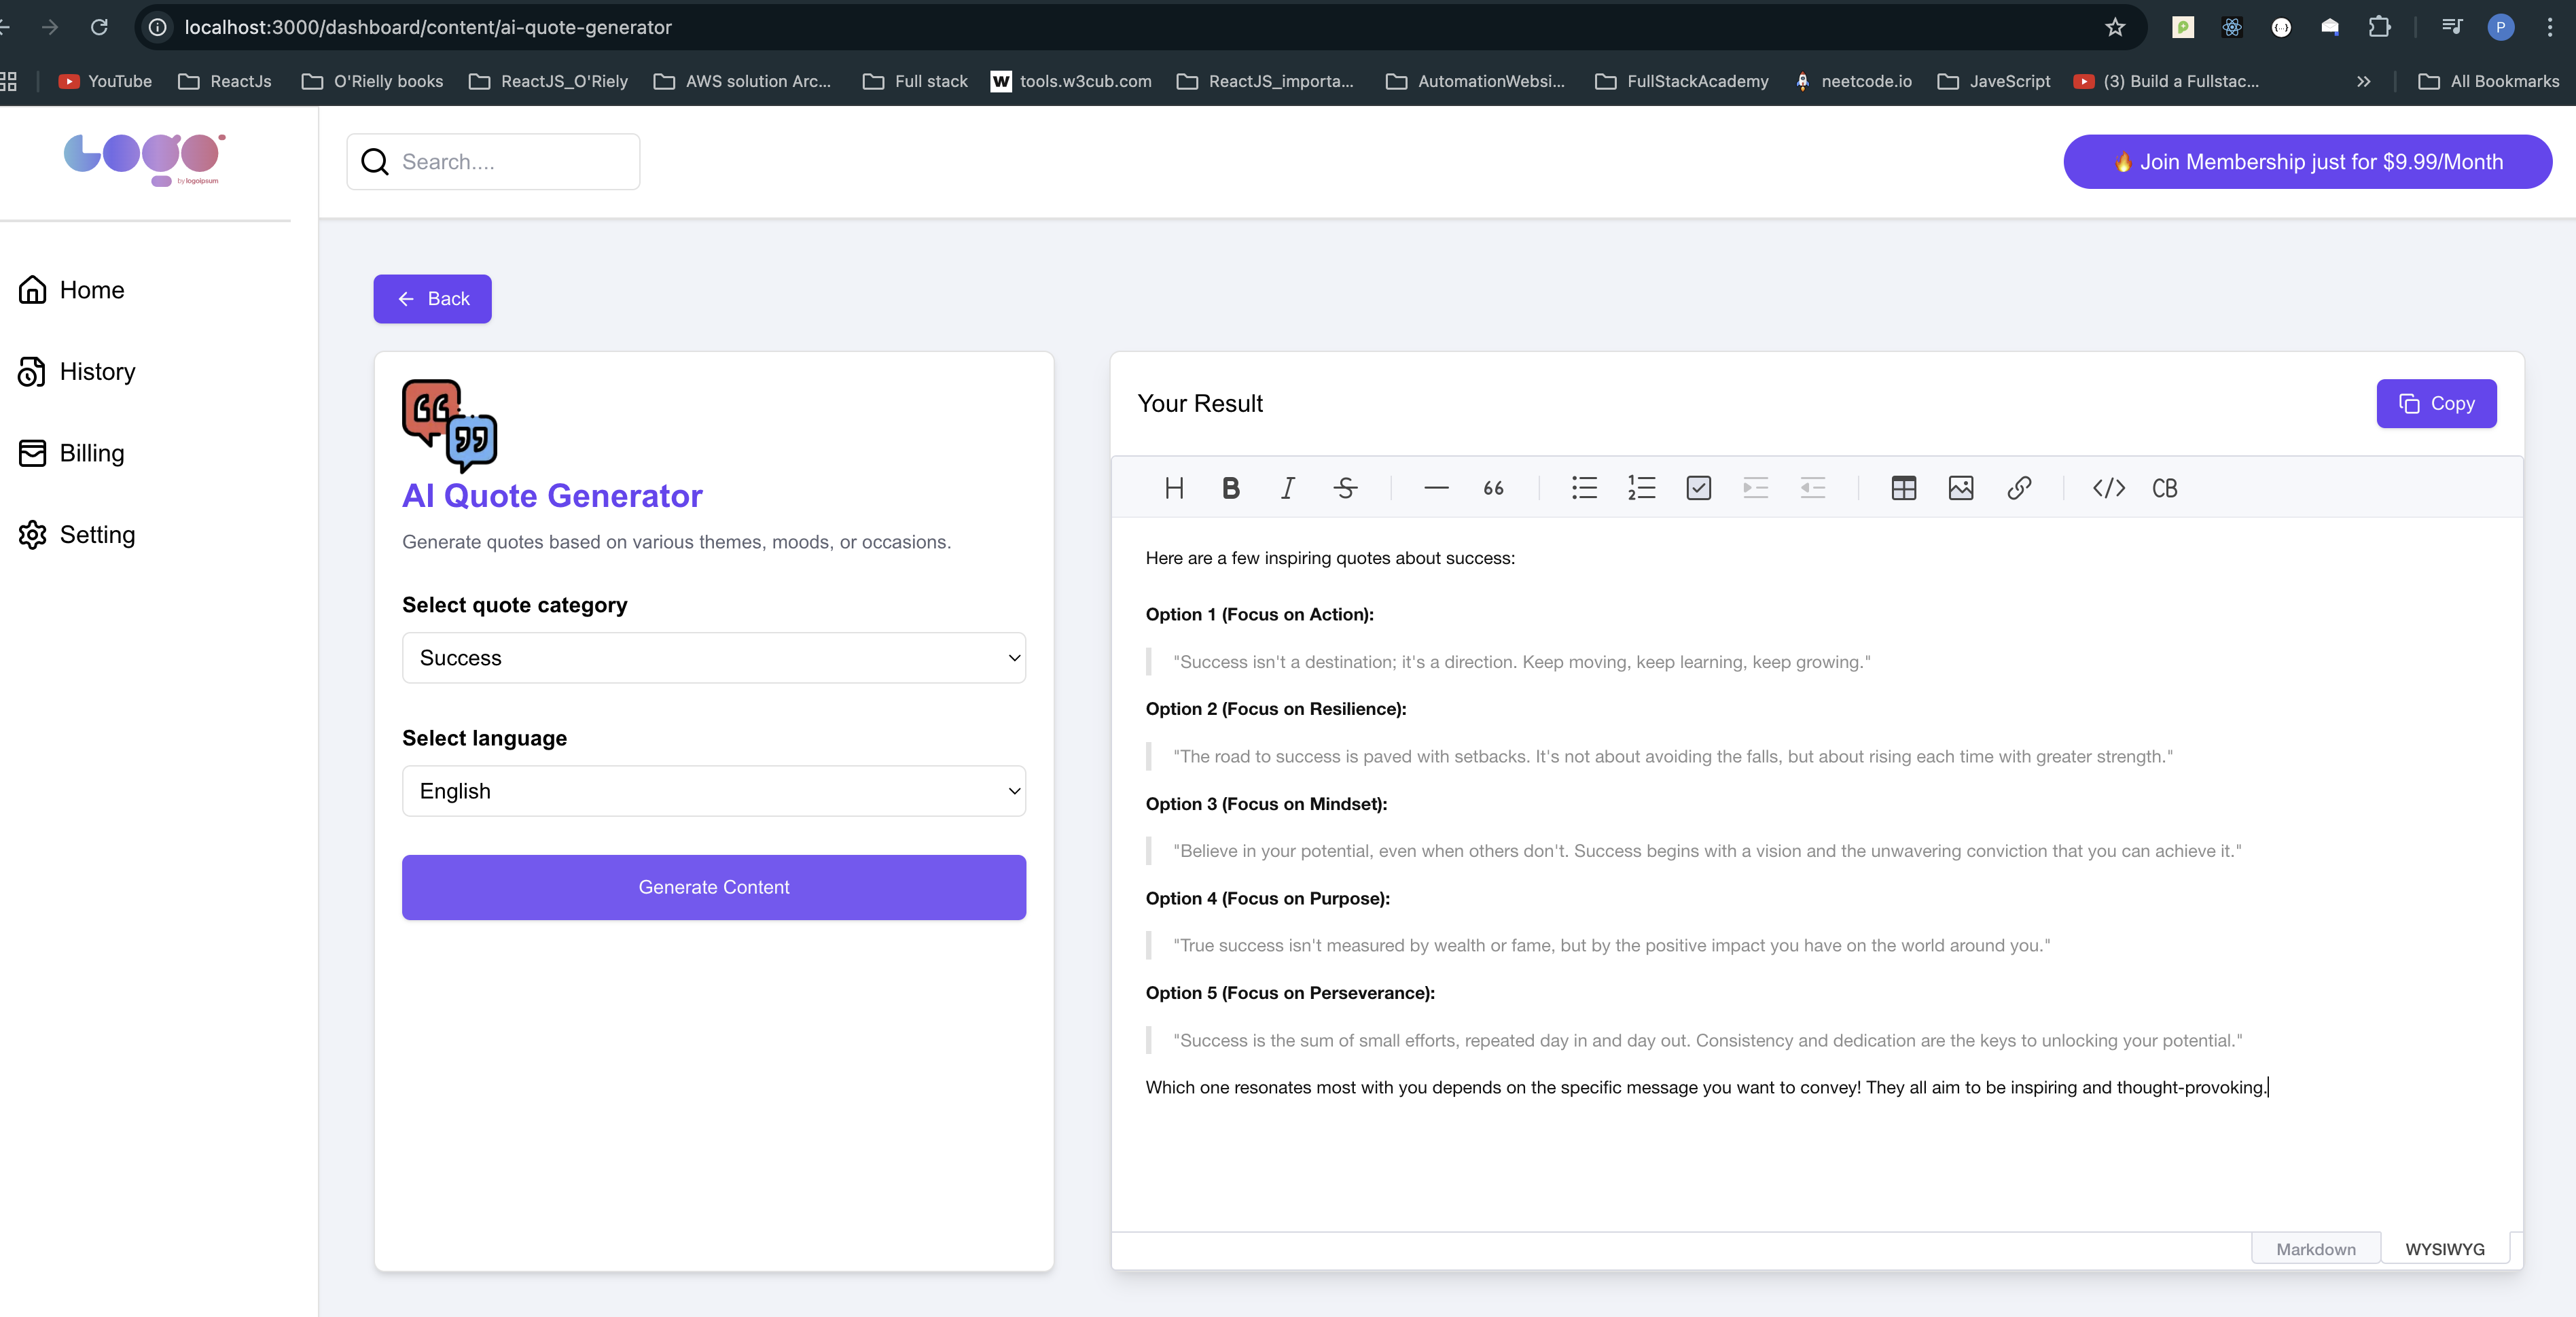 localhost:3000/dashboard/content/ai-quote-generator
P
YouTube
ReactJs
O'Rielly books
ReactJS_O'Riely
AWS solution Arc...
Full stack
W tools.w3cub.com
ReactJS_importa...
AutomationWebsi...
FullStackAcademy
neetcode.io
JaveScript
(3) Build a Fullstac...
All Bookmarks
Logo
by logoipsum
Search....
🔥 Join Membership just for $9.99/Month
Home
History
Billing
Setting
Back
AI Quote Generator
Generate quotes based on various themes, moods, or occasions.
Select quote category
Success
Select language
English
Generate Content
Your Result
Copy
H B I S — 66 </> CB
Here are a few inspiring quotes about success:
Option 1 (Focus on Action):
"Success isn't a destination; it's a direction. Keep moving, keep learning, keep growing."
Option 2 (Focus on Resilience):
"The road to success is paved with setbacks. It's not about avoiding the falls, but about rising each time with greater strength."
Option 3 (Focus on Mindset):
"Believe in your potential, even when others don't. Success begins with a vision and the unwavering conviction that you can achieve it."
Option 4 (Focus on Purpose):
"True success isn't measured by wealth or fame, but by the positive impact you have on the world around you."
Option 5 (Focus on Perseverance):
"Success is the sum of small efforts, repeated day in and day out. Consistency and dedication are the keys to unlocking your potential."
Which one resonates most with you depends on the specific message you want to convey! They all aim to be inspiring and thought-provoking.
Markdown
WYSIWYG